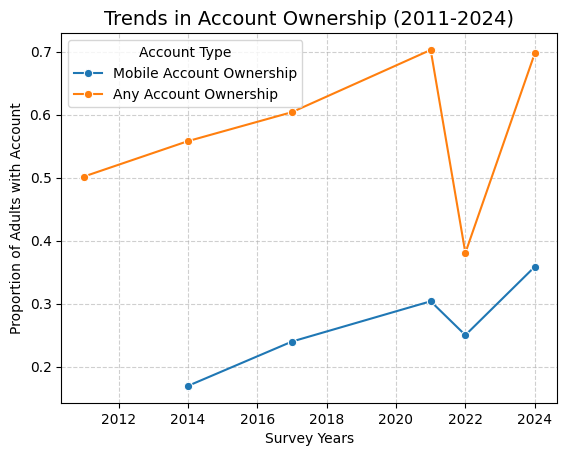 Trends in Account Ownership (2011-2024)
Account Type
Mobile Account Ownership
Any Account Ownership
Proportion of Adults with Account
0.7
0.6
0.5
0.4
0.3
0.2
2012 2014 2016 2018 2020 2022 2024
Survey Years